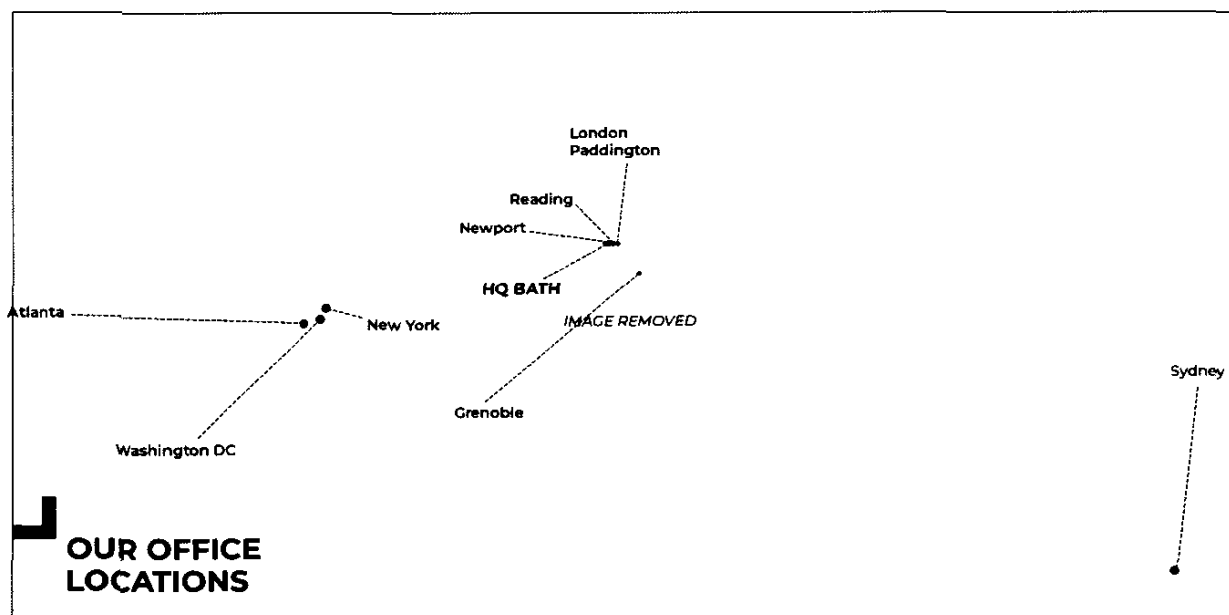 London
Paddington
Reading
Newport
HQ BATH
Atlanta
New York
IMAGE REMOVED
Sydney
Grenoble
Washington DC
OUR OFFICE
LOCATIONS